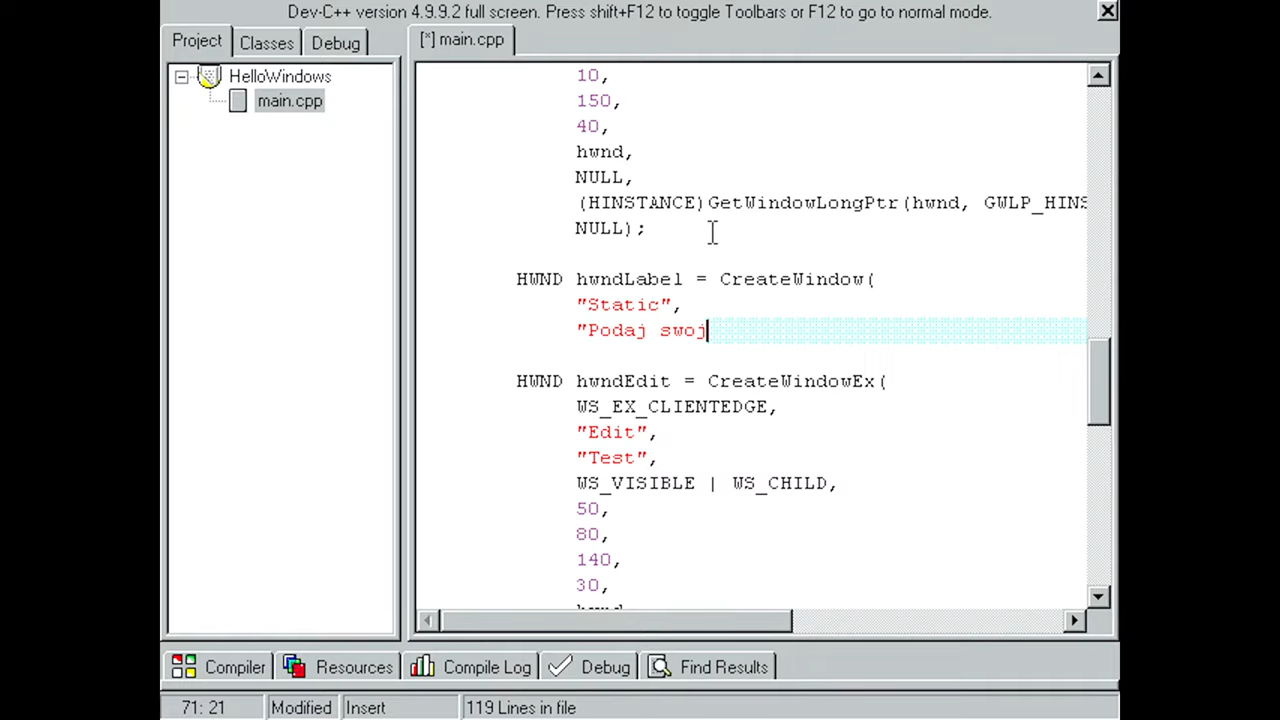 Dev-C++ version 4.9.9.2 full screen. Press shift+F12 to toggle Toolbars or F12 to go to normal mode.
Project Classes Debug
[*] main.cpp
HelloWindows
main.cpp
10,
150,
40,
hwnd,
NULL,
(HINSTANCE)GetWindowLongPtr(hwnd, GWLP_HINS
NULL);
HWND hwndLabel = CreateWindow(
"Static",
"Podaj swoj
HWND hwndEdit = CreateWindowEx(
WS_EX_CLIENTEDGE,
"Edit",
"Test",
WS_VISIBLE | WS_CHILD,
50,
80,
140,
30,
Compiler Resources Compile Log Debug Find Results
71: 21 Modified Insert 119 Lines in file